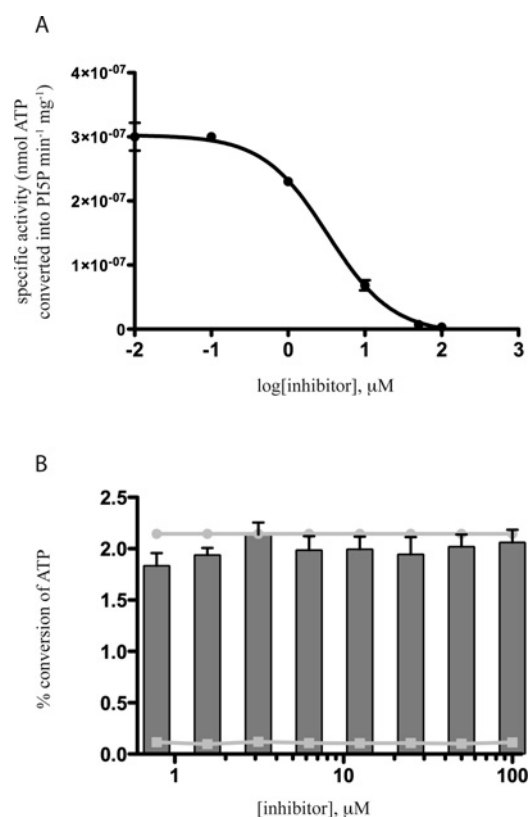 A
specific activity (nmol ATP
converted into PI5P min⁻¹ mg⁻¹)
4×10⁻⁰⁷
3×10⁻⁰⁷
2×10⁻⁰⁷
1×10⁻⁰⁷
0
-2 -1 0 1 2 3
log[inhibitor], µM
B
% conversion of ATP
2.5
2.0
1.5
1.0
0.5
0.0
1 10 100
[inhibitor], µM